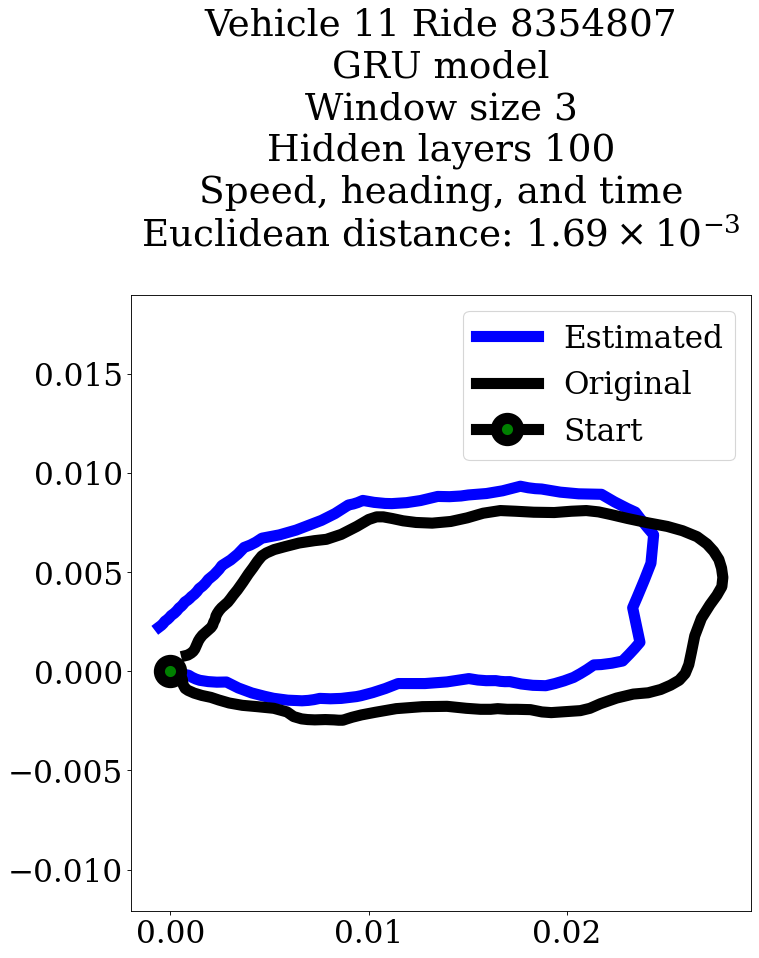 Vehicle 11 Ride 8354807
GRU model
Window size 3
Hidden layers 100
Speed, heading, and time
Euclidean distance: 1.69 × 10⁻³
Estimated
Original
Start
0.015
0.010
0.005
0.000
−0.005
−0.010
0.00 0.01 0.02